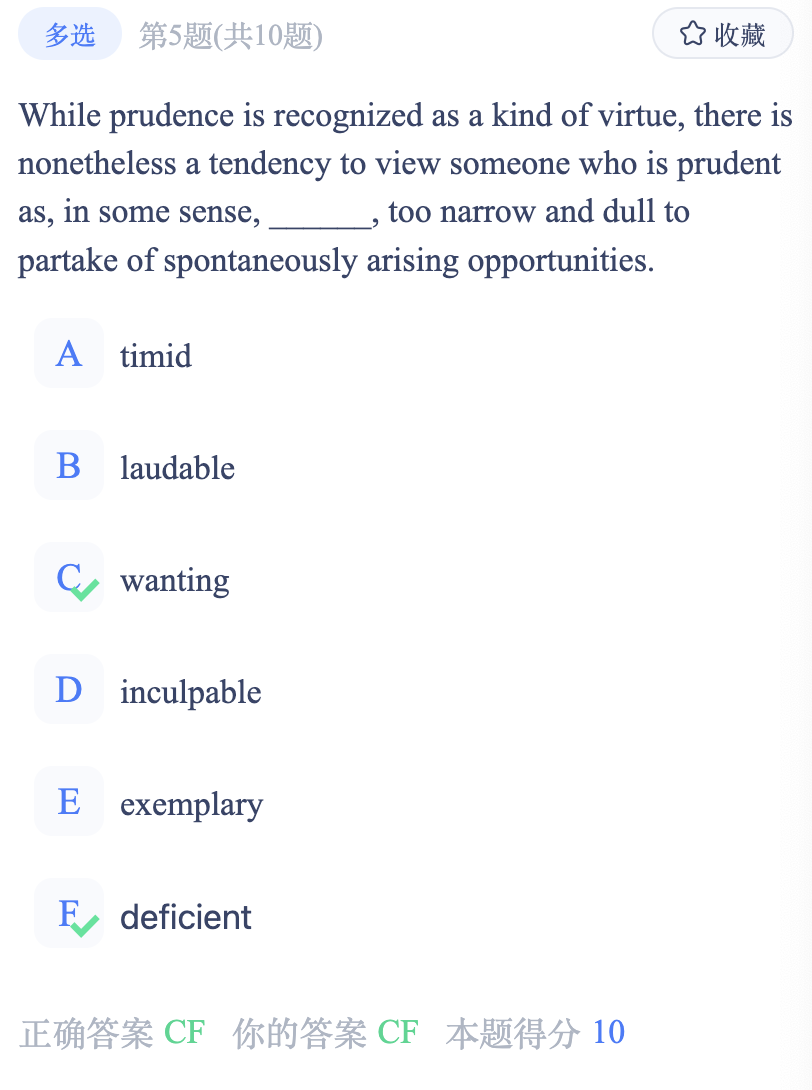 多选 第5题(共10题) 收藏
While prudence is recognized as a kind of virtue, there is
nonetheless a tendency to view someone who is prudent
as, in some sense, ______, too narrow and dull to
partake of spontaneously arising opportunities.
A timid
B laudable
C wanting
D inculpable
E exemplary
F deficient
正确答案 CF 你的答案 CF 本题得分 10